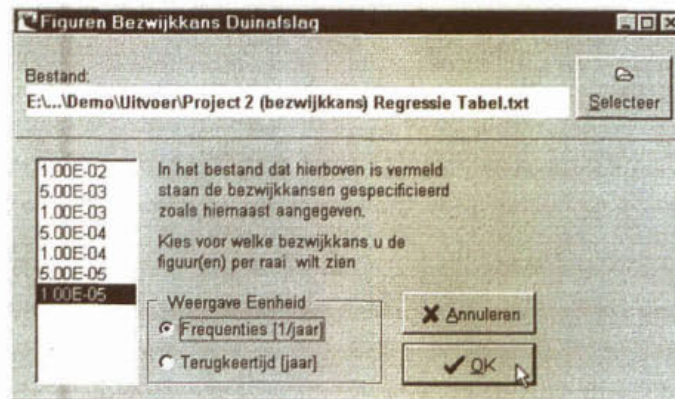 Figuren Bezwijkkans Duinafslag
Bestand:
E:\...\Demo\Uitvoer\Project 2 (bezwijkkans) Regressie Tabel.txt
Selecteer
1.00E-02
5.00E-03
1.00E-03
5.00E-04
1.00E-04
5.00E-05
1.00E-05
In het bestand dat hierboven is vermeld
staan de bezwijkkansen gespecificieerd
zoals hiernaast aangegeven.
Kies voor welke bezwijkkans u de
figuur(en) per raai wilt zien
Weergave Eenheid
Frequenties [1/jaar]
Terugkeertijd [jaar]
Annuleren
OK